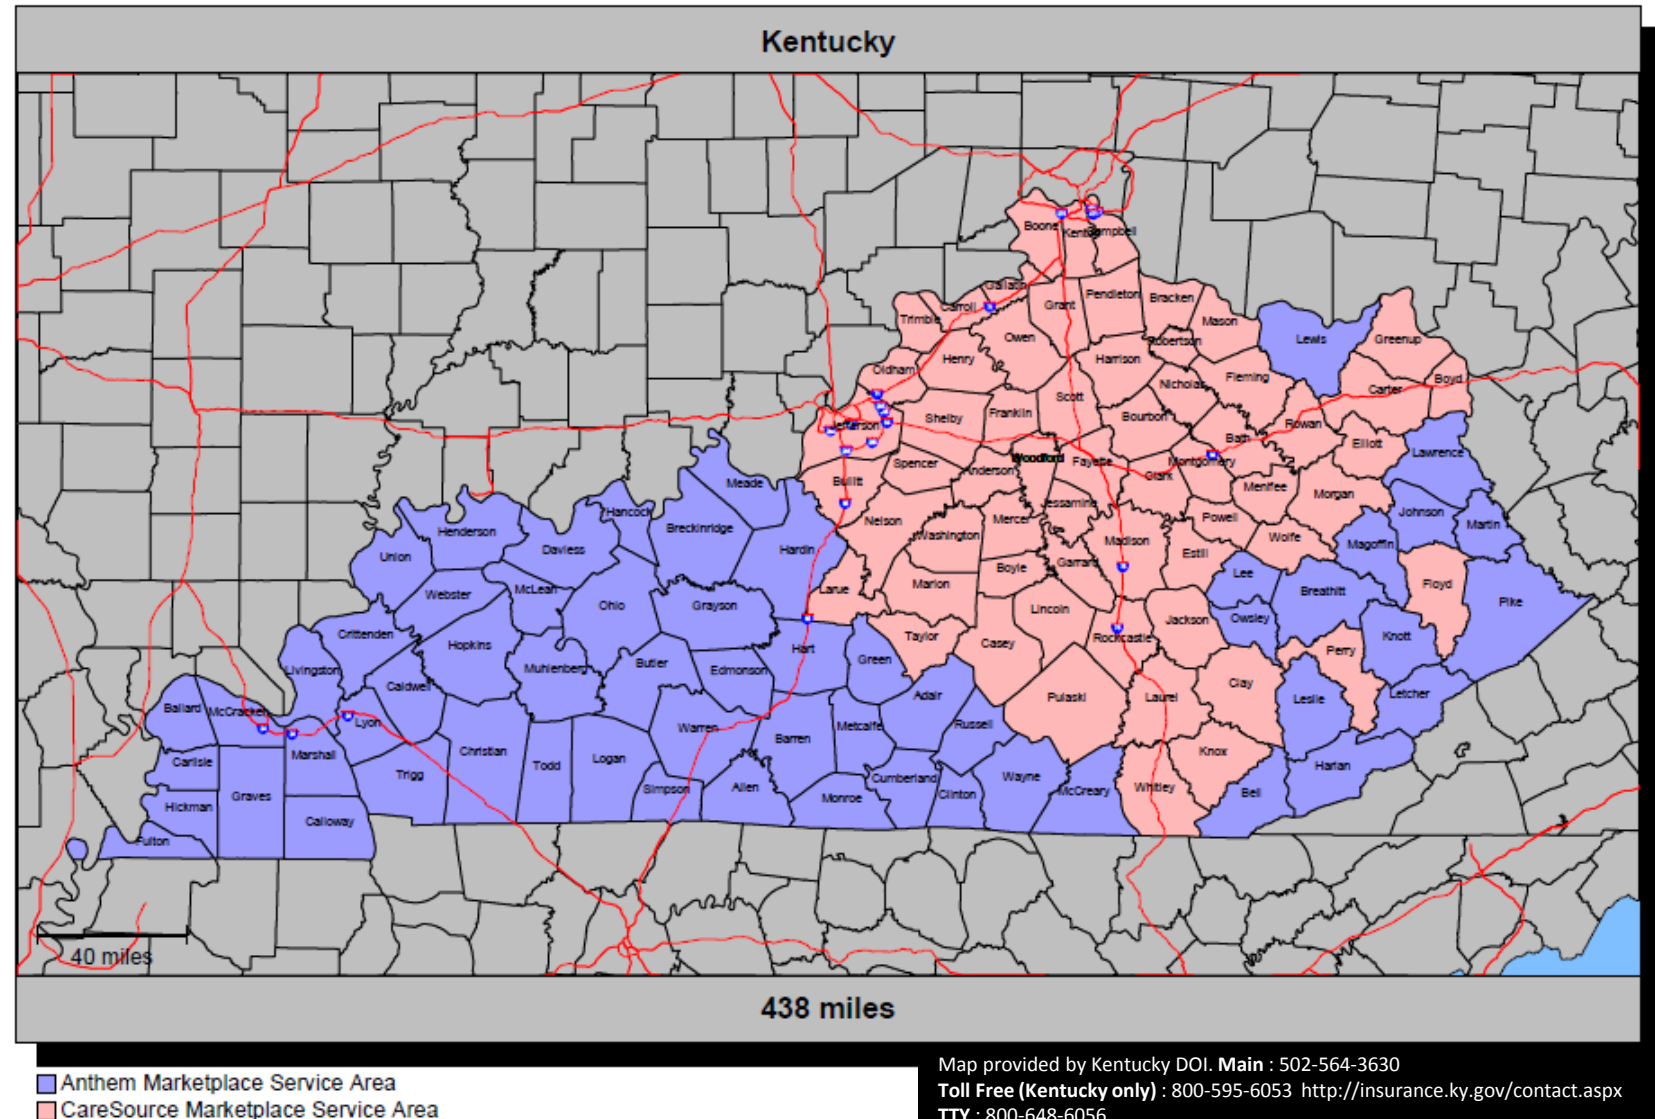 Kentucky
Boone
Kenton
Campbell
Gallatin
Carroll
Trimble
Grant
Pendleton
Bracken
Mason
Owen
Robertson
Lewis
Greenup
Henry
Harrison
Oldham
Nicholas
Fleming
Carter
Boyd
Scott
Shelby
Franklin
Bourbon
Rowan
Jefferson
Bath
Elliott
Lawrence
Spencer
Anderson
Woodford
Fayette
Clark
Montgomery
Meade
Bullitt
Menifee
Morgan
Hancock
Breckinridge
Nelson
Jessamine
Mercer
Powell
Johnson
Martin
Henderson
Union
Daviess
Hardin
Washington
Madison
Estill
Wolfe
Magoffin
Boyle
Garrard
Lee
Webster
McLean
Ohio
Grayson
Larue
Marion
Breathitt
Floyd
Pike
Lincoln
Jackson
Owsley
Crittenden
Hopkins
Taylor
Casey
Rockcastle
Knott
Perry
Livingston
Muhlenberg
Butler
Edmonson
Hart
Green
Caldwell
Adair
Pulaski
Laurel
Clay
Leslie
Letcher
Ballard
McCracken
Lyon
Warren
Metcalfe
Russell
Marshall
Carlisle
Christian
Todd
Logan
Barren
Knox
Harlan
Trigg
Simpson
Allen
Cumberland
Wayne
McCreary
Whitley
Bell
Hickman
Graves
Monroe
Clinton
Calloway
Fulton
40 miles
438 miles
Anthem Marketplace Service Area
CareSource Marketplace Service Area
Map provided by Kentucky DOI. Main : 502-564-3630
Toll Free (Kentucky only) : 800-595-6053 http://insurance.ky.gov/contact.aspx
TTY : 800-648-6056